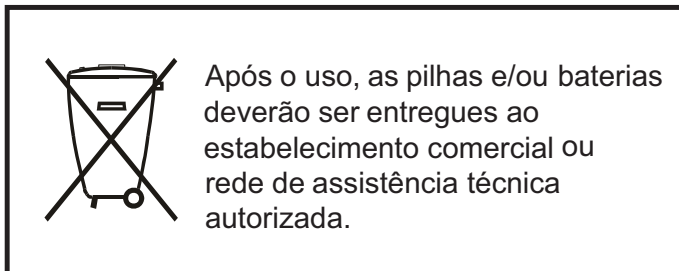 Após o uso, as pilhas e/ou baterias
deverão ser entregues ao
estabelecimento comercial ou
rede de assistência técnica
autorizada.